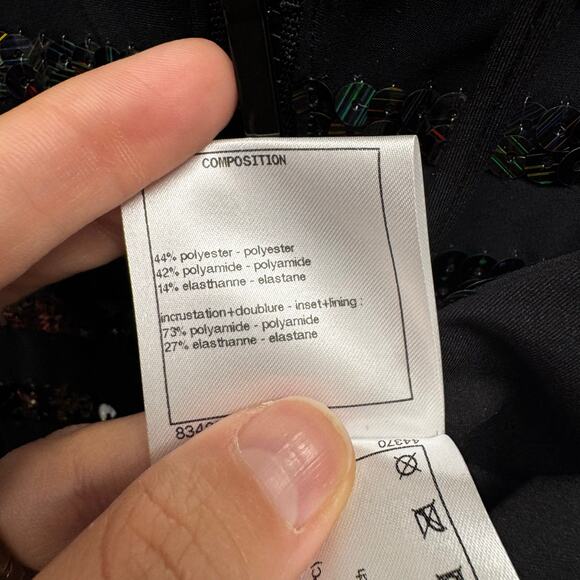 COMPOSITION
44% polyester - polyester
42% polyamide - polyamide
14% elasthanne - elastane
incrustation+doublure - inset+lining :
73% polyamide - polyamide
27% elasthanne - elastane
44370